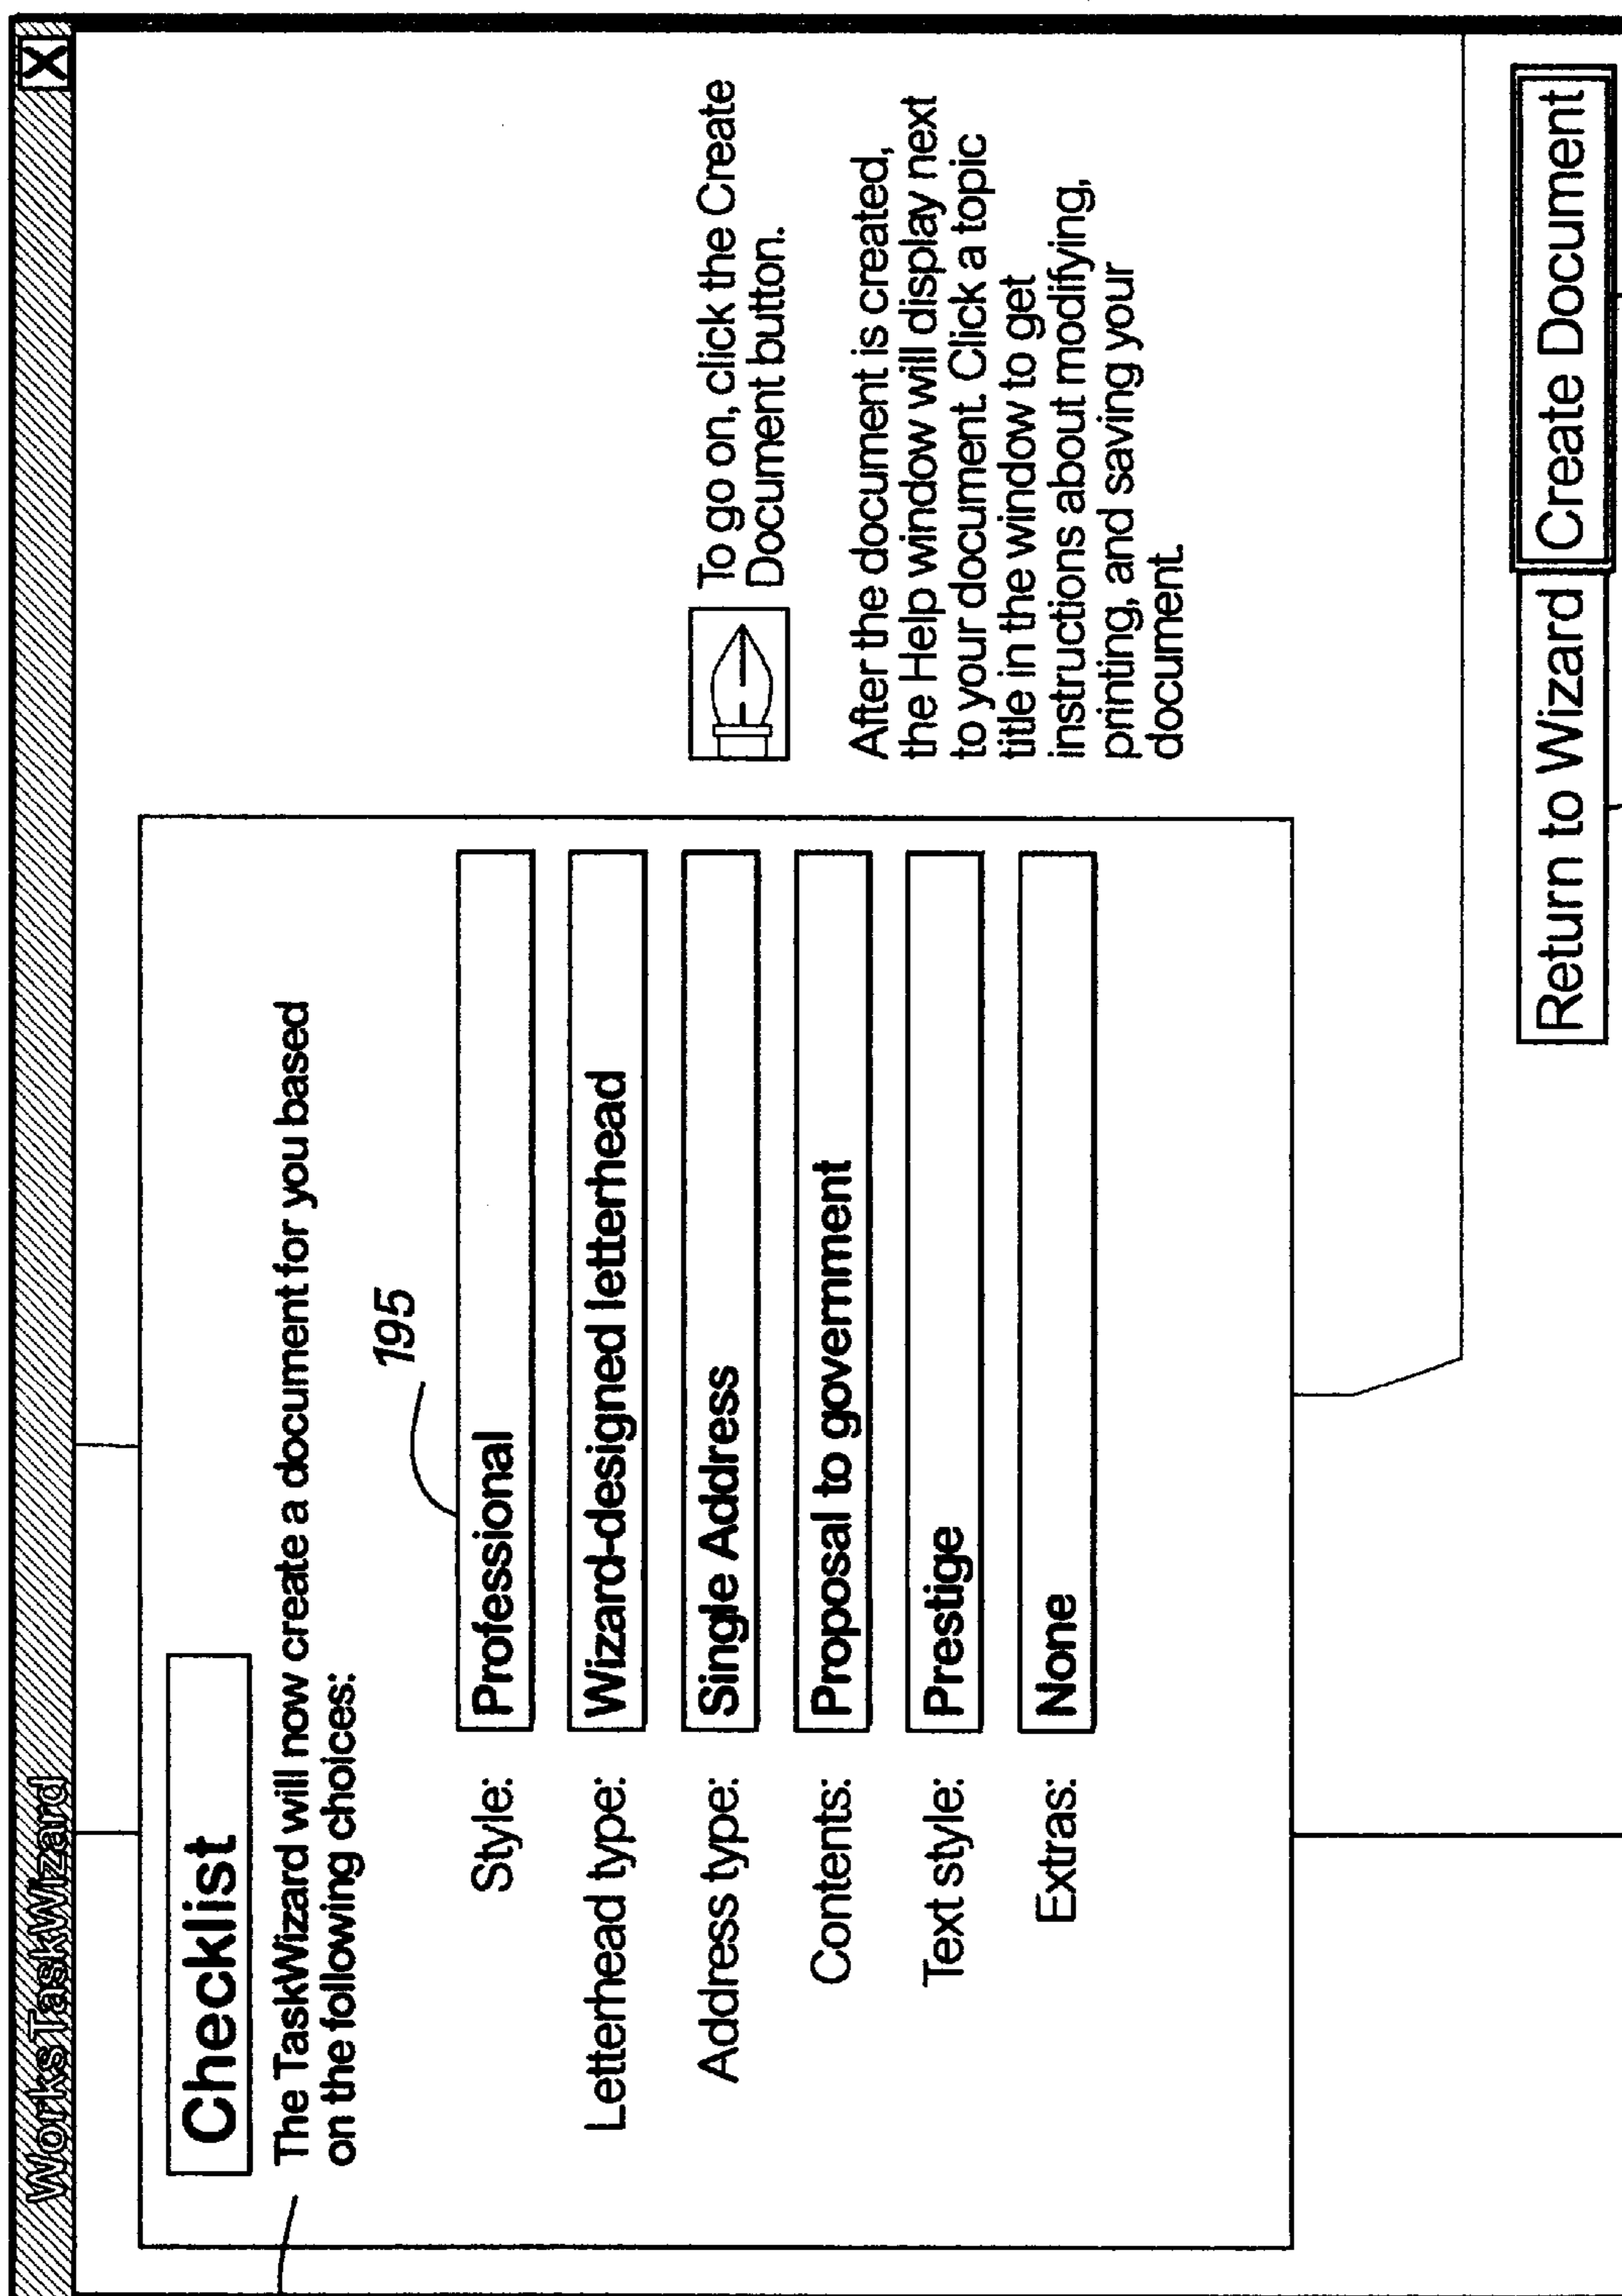 Works TaskWizard
X
Checklist
The TaskWizard will now create a document for you based
on the following choices:
195
Style: Professional
Letterhead type: Wizard-designed letterhead
Address type: Single Address
Contents: Proposal to government
Text style: Prestige
Extras: None
To go on, click the Create
Document button.
After the document is created,
the Help window will display next
to your document. Click a topic
title in the window to get
instructions about modifying,
printing, and saving your
document.
Return to Wizard
Create Document